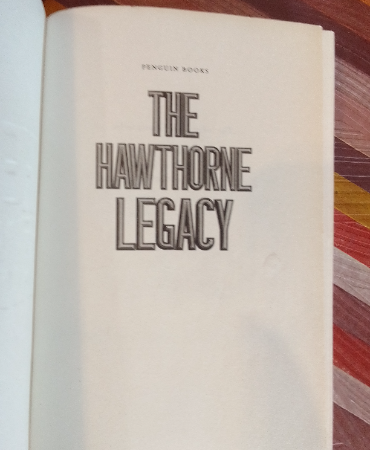 PENGUIN BOOKS
THE
HAWTHORNE
LEGACY